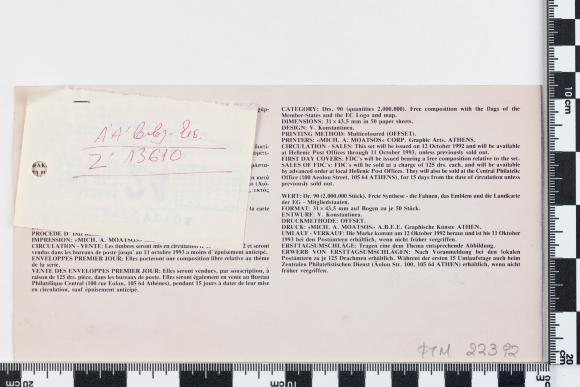 Z' 13610
IMPRESSION: «MICH. A. MOATSOS»
CIRCULATION - VENTE: Les timbres seront mis en circulation
vendus dans les bureaux de poste jusqu' au 11 octobre 1993 a moins d'épuisement anticipé.
ENVELOPPES PREMIER JOUR: Elles porteront une composition libre relative au thème
de la serie.
VENTE DES ENVELOPPES PREMIER JOUR: Elles seront vendues, par souscription, à
raison de 125 drs. pièce, dans les bureaux de poste. Elles seront également en vente au Bureau
Philatélique Central (100 rue Eolou, 105 64 Athènes), pendant 15 jours à dater de leur mise
en circulation, sauf épuisement anticipé.
CATEGORY: Drs. 90 (quantities 2.000.000). Free composition with the flags of the
Member-States and the EC Logo and map.
DIMENSIONS: 31 x 43,5 mm in 50 paper sheets.
DESIGN: V. Konstantinea.
PRINTING METHOD: Multicoloured (OFFSET).
PRINTERS: «MICH. A. MOATSOS» CORP. Graphic Arts, ATHENS.
CIRCULATION - SALES: This set will be issued on 12 October 1992 and will be available
at Hellenic Post Offices through 11 October 1993, unless previously sold out.
FIRST DAY COVERS: FDC's will be issued bearing a free composition relative to the set.
SALES OF FDC's: FDC's will be sold at a charge of 125 drs. each, and will be available
by advanced order at local Hellenic Post Offices. They will also be sold at the Central Philatelic
Office (100 Aeolou Street, 105 64 ATHENS), for 15 days from the date of circulation unless
previously sold out.
WERT: Dr. 90 (2.000.000 Stück). Freie Synthese - die Fahnen, das Emblem und die Landkarte
der EG - Mitgliedstaaten.
FORMAT: 31 x 43,5 mm auf Bogen zu je 50 Stück.
ENTWURF: V. Konstantinea.
DRUCKMETHODE: OFFSET.
DRUCK: «MICH. A. MOATSOS» A.B.E.E. Graphische Künste ATHEN.
UMLAUF - VERKAUF: Die Marke kommt am 12 Oktober 1992 heraus und ist bis 11 Oktober
1993 bei den Postämtern erhältlich, wenn nicht früher vergriffen.
ERSTTAGSUMSCHLÄGE: Tragen eine dem Thema entsprechende Abbildung.
ERWERB VON ERSTTAGSUMSCHLÄGEN: Nach Voranmeldung bei den lokalen
Postämtern zu je 125 Drachmen erhältlich. Während der ersten 15 Umlauftage auch beim
Zentralen Philatelistischen Dienst (Äolou Str. 100, 105 64 ATHEN) erhältlich, wenn nicht
früher vergriffen.
22392